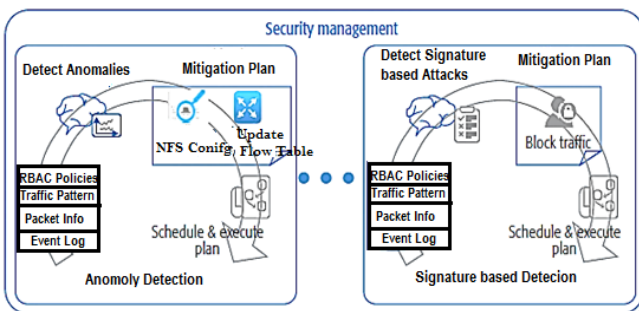 Security management
Detect Anomalies
Mitigation Plan
NFS Conifg,
Update
Flow Table
RBAC Policies
Traffic Pattern
Packet Info
Event Log
Schedule & execute
plan
Anomoly Detection
Detect Signature
based Attacks
Mitigation Plan
Block traffic
RBAC Policies
Traffic Pattern
Packet Info
Event Log
Schedule & execute
plan
Signature based Detecion